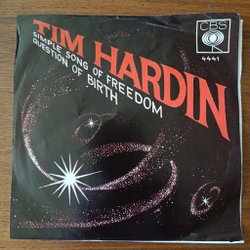 TIM HARDIN
SIMPLE SONG OF FREEDOM
QUESTION OF BIRTH
CBS
4441